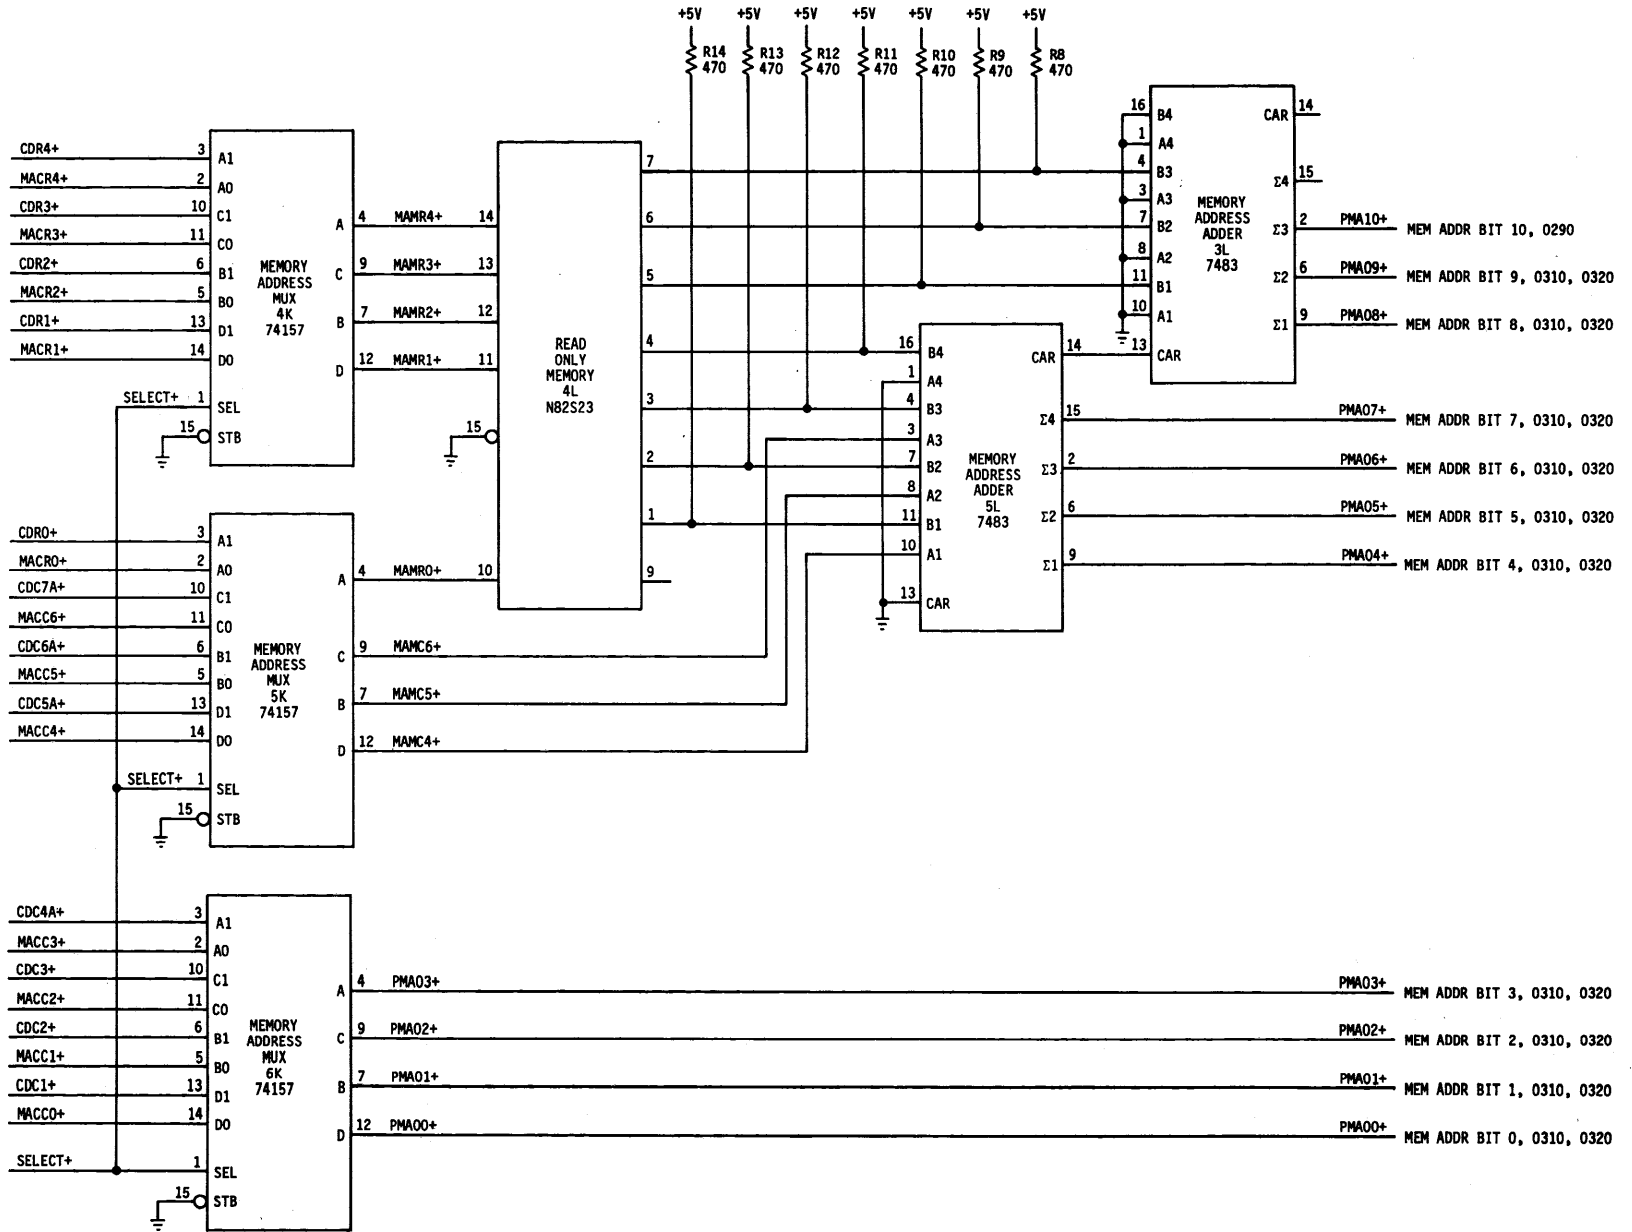 +5V +5V +5V +5V +5V +5V +5V
R14 470
R13 470
R12 470
R11 470
R10 470
R9 470
R8 470
CDR4+ 3 A1
MACR4+ 2 A0
CDR3+ 10 C1
MACR3+ 11 C0
CDR2+ 6 B1
MACR2+ 5 B0
CDR1+ 13 D1
MACR1+ 14 D0
SELECT+ 1 SEL
15 STB
MEMORY
ADDRESS
MUX
4K
74157
A 4 MAMR4+ 14
C 9 MAMR3+ 13
B 7 MAMR2+ 12
D 12 MAMR1+ 11
15
READ
ONLY
MEMORY
4L
N82S23
7
6
5
4
3
2
1
9
16 B4
1 A4
4 B3
3 A3
7 B2
8 A2
11 B1
10 A1
13 CAR
MEMORY
ADDRESS
ADDER
3L
7483
CAR 14
Σ4 15
Σ3 2 PMA10+ MEM ADDR BIT 10, 0290
Σ2 6 PMA09+ MEM ADDR BIT 9, 0310, 0320
Σ1 9 PMA08+ MEM ADDR BIT 8, 0310, 0320
16 B4
1 A4
4 B3
3 A3
7 B2
8 A2
11 B1
10 A1
13 CAR
MEMORY
ADDRESS
ADDER
5L
7483
CAR 14
Σ4 15 PMA07+ MEM ADDR BIT 7, 0310, 0320
Σ3 2 PMA06+ MEM ADDR BIT 6, 0310, 0320
Σ2 6 PMA05+ MEM ADDR BIT 5, 0310, 0320
Σ1 9 PMA04+ MEM ADDR BIT 4, 0310, 0320
CDR0+ 3 A1
MACR0+ 2 A0
CDC7A+ 10 C1
MACC6+ 11 C0
CDC6A+ 6 B1
MACC5+ 5 B0
CDC5A+ 13 D1
MACC4+ 14 D0
SELECT+ 1 SEL
15 STB
MEMORY
ADDRESS
MUX
5K
74157
A 4 MAMR0+ 10
C 9 MAMC6+
B 7 MAMC5+
D 12 MAMC4+
CDC4A+ 3 A1
MACC3+ 2 A0
CDC3+ 10 C1
MACC2+ 11 C0
CDC2+ 6 B1
MACC1+ 5 B0
CDC1+ 13 D1
MACC0+ 14 D0
SELECT+ 1 SEL
15 STB
MEMORY
ADDRESS
MUX
6K
74157
A 4 PMA03+ PMA03+ MEM ADDR BIT 3, 0310, 0320
C 9 PMA02+ PMA02+ MEM ADDR BIT 2, 0310, 0320
B 7 PMA01+ PMA01+ MEM ADDR BIT 1, 0310, 0320
D 12 PMA00+ PMA00+ MEM ADDR BIT 0, 0310, 0320